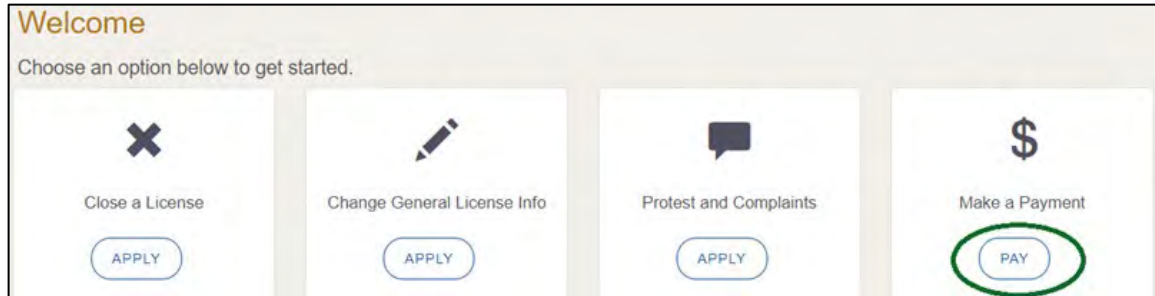 Welcome
Choose an option below to get started.
Close a License
Change General License Info
Protest and Complaints
$
Make a Payment
APPLY
APPLY
APPLY
PAY